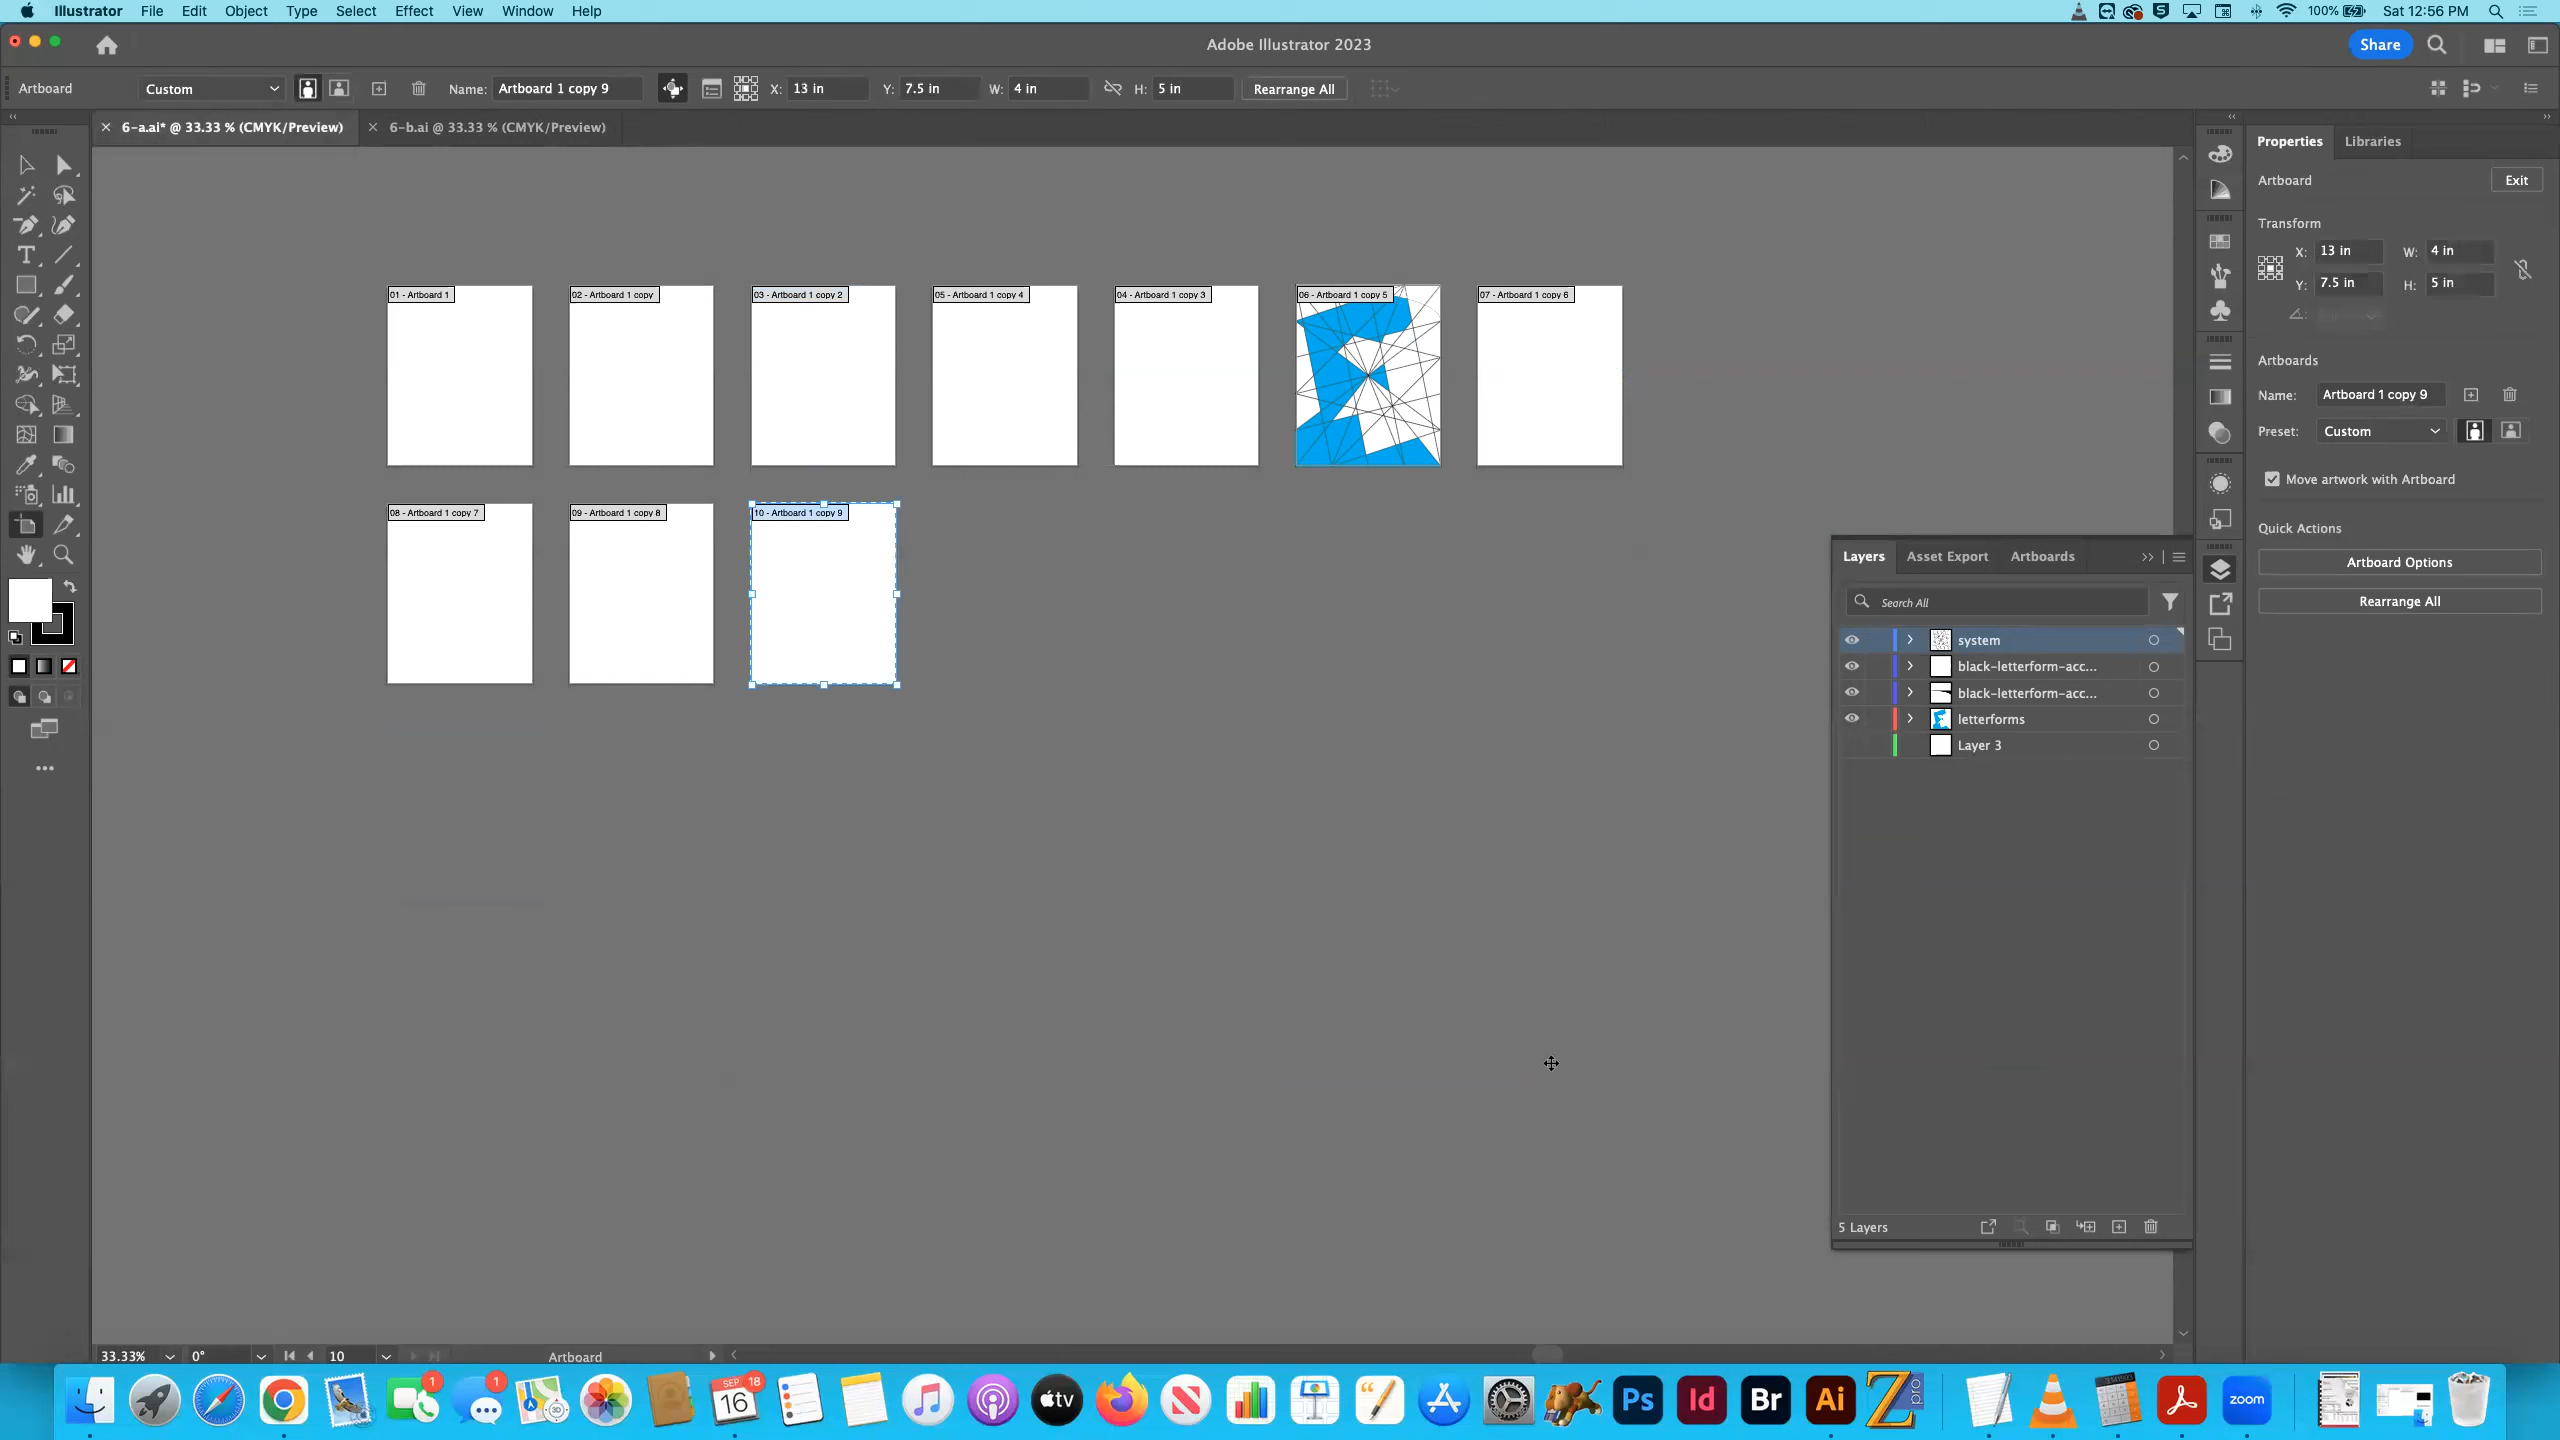 Illustrator File Edit Object Type Select Effect View Window Help 100% Sat 12:56 PM
Adobe Illustrator 2023 Share
Artboard Custom Name: Artboard 1 copy 9 X: 13 in Y: 7.5 in W: 4 in H: 5 in Rearrange All
6-a.ai* @ 33.33 % (CMYK/Preview) 6-b.ai @ 33.33 % (CMYK/Preview)
Properties Libraries
Artboard Exit
Transform
X: 13 in W: 4 in
Y: 7.5 in H: 5 in
Artboards
Name: Artboard 1 copy 9
Preset: Custom
Move artwork with Artboard
Quick Actions
Artboard Options
Rearrange All
01 - Artboard 1
02 - Artboard 1 copy
03 - Artboard 1 copy 2
05 - Artboard 1 copy 4
04 - Artboard 1 copy 3
06 - Artboard 1 copy 5
07 - Artboard 1 copy 6
08 - Artboard 1 copy 7
09 - Artboard 1 copy 8
10 - Artboard 1 copy 9
Layers Asset Export Artboards
Search All
system
black-letterform-acc...
black-letterform-acc...
letterforms
Layer 3
5 Layers
33.33% 0° 10 Artboard
1
1
SEP
16
18
tv
Ps
Id
Br
Ai
Z pro
zoom